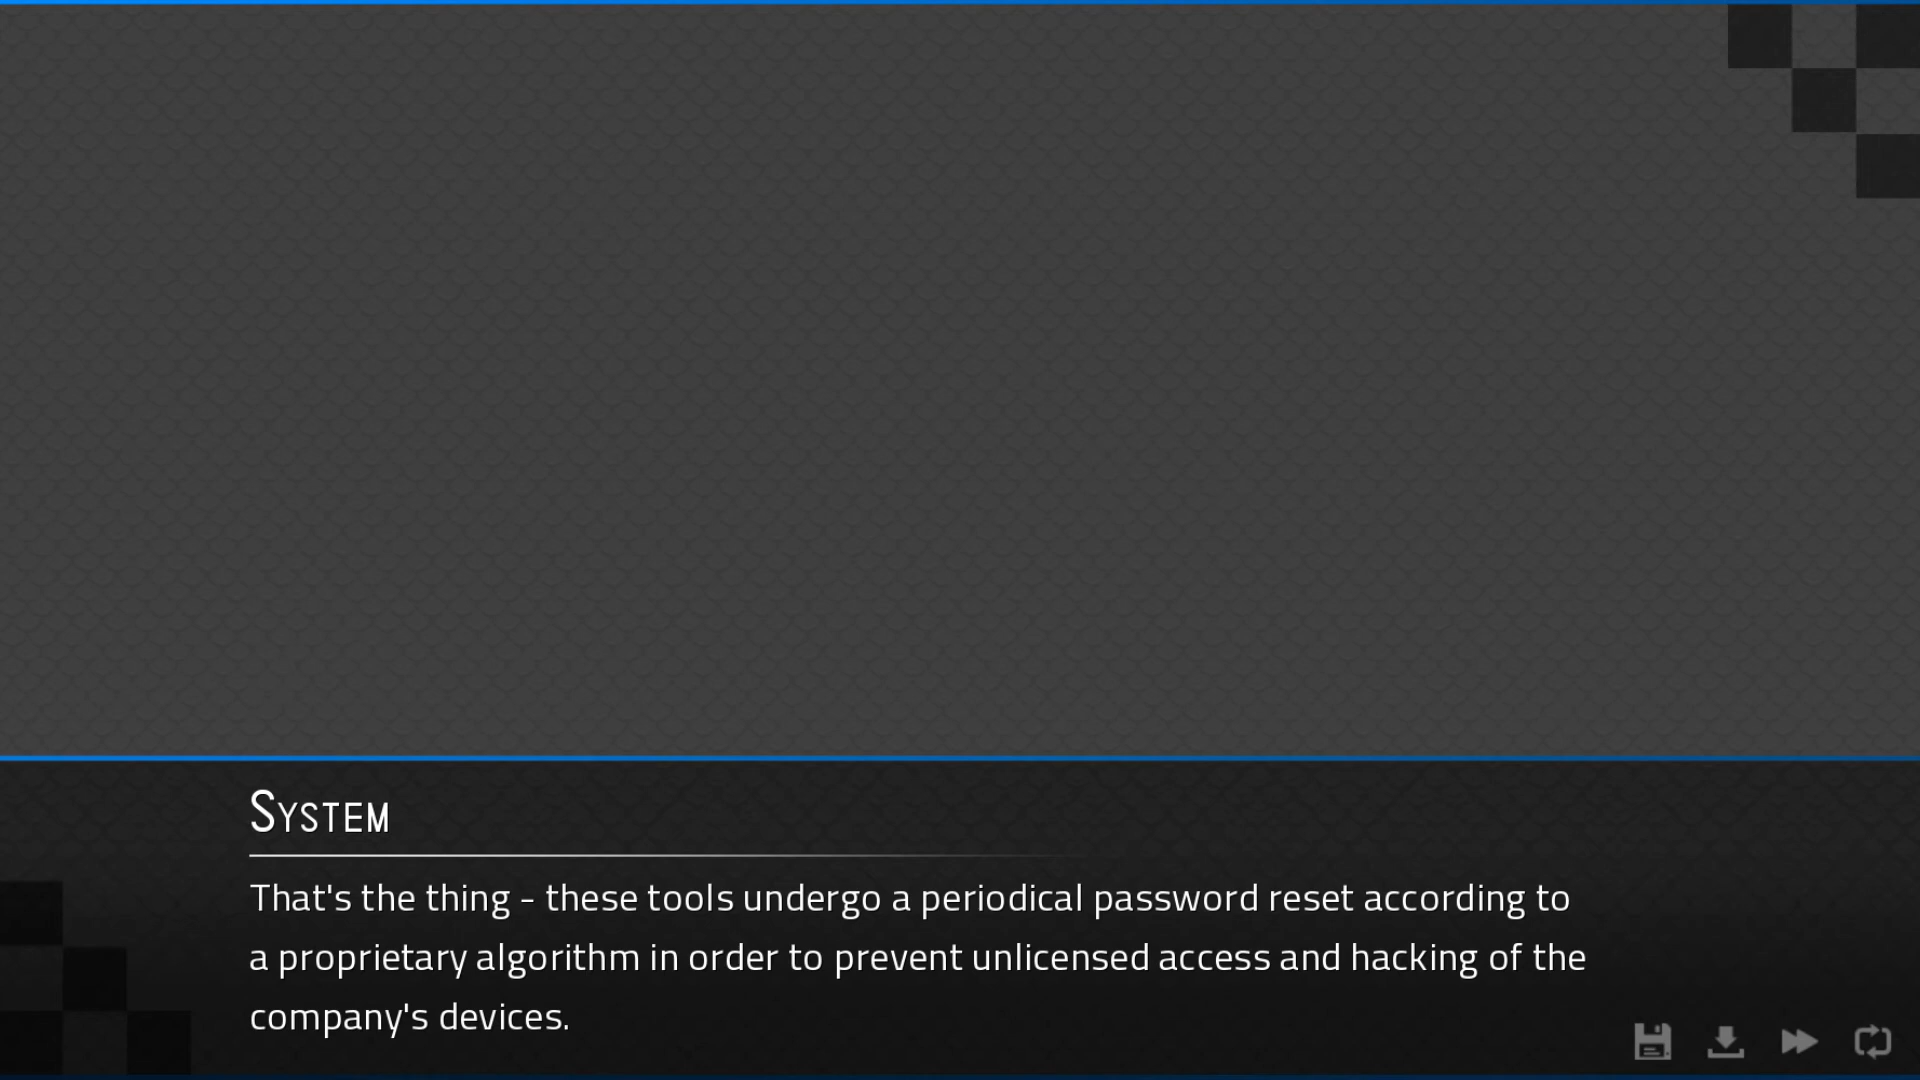 System
That's the thing - these tools undergo a periodical password reset according to
a proprietary algorithm in order to prevent unlicensed access and hacking of the
company's devices.